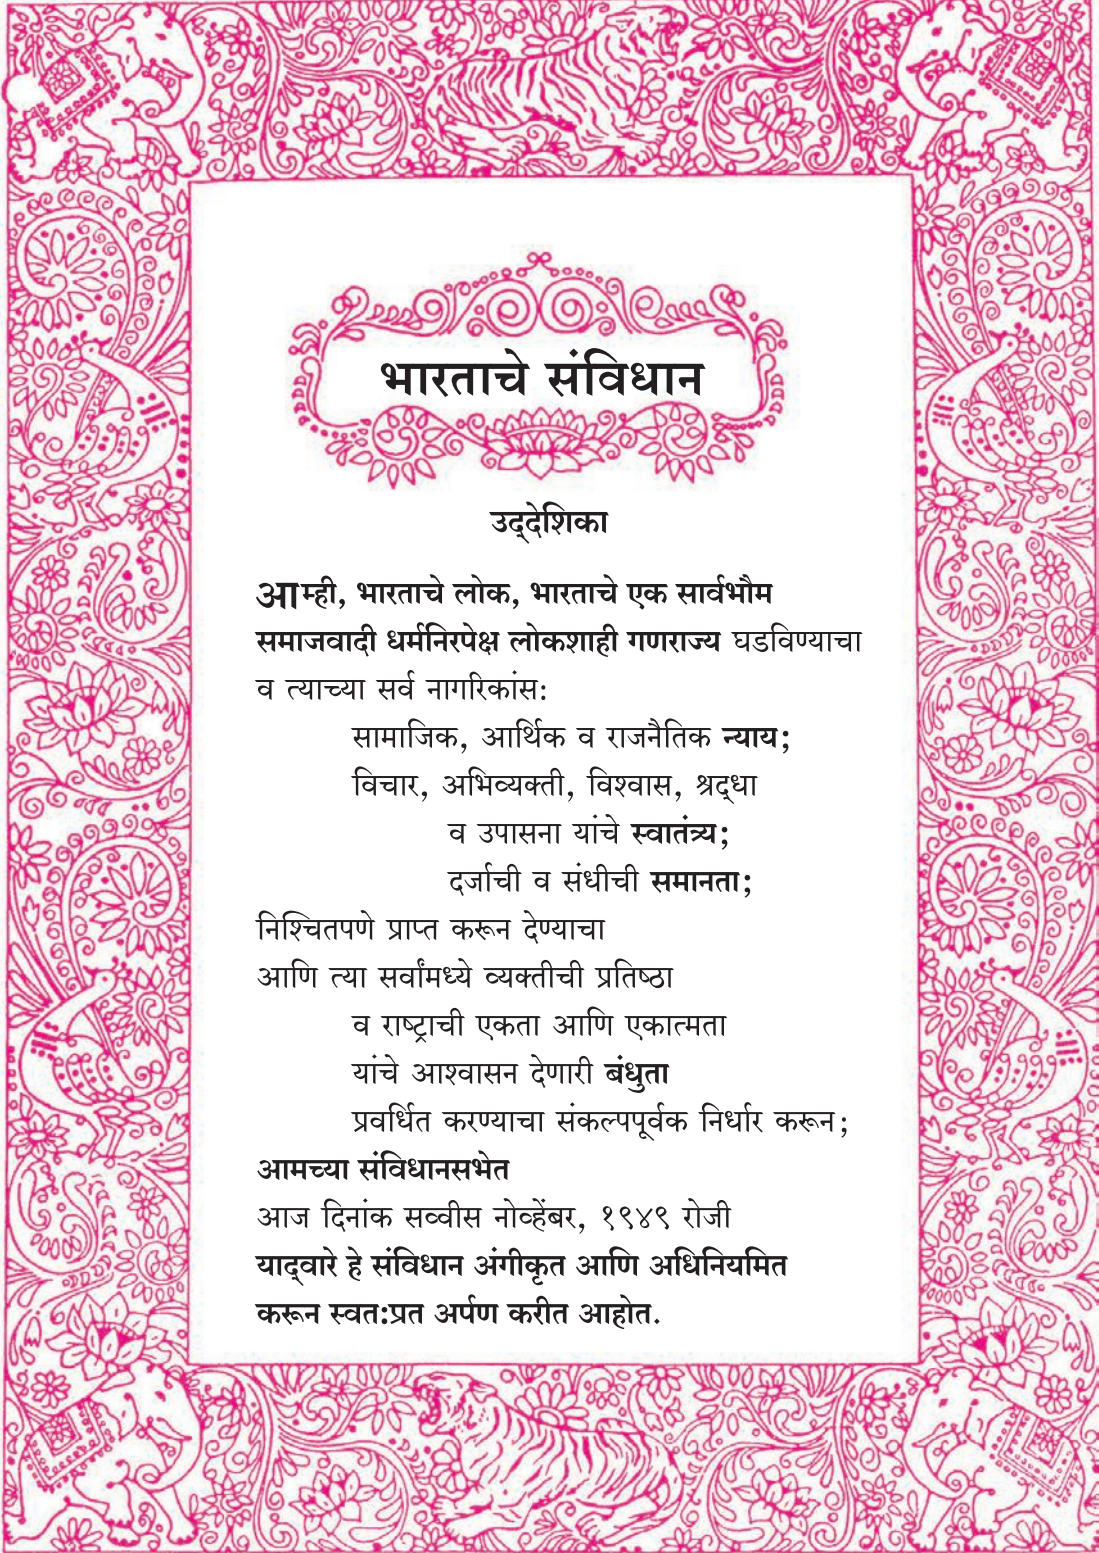 भारताचे संविधान
उद्‌देशिका
आम्ही, भारताचे लोक, भारताचे एक सार्वभौम
समाजवादी धर्मनिरपेक्ष लोकशाही गणराज्य घडविण्याचा
व त्याच्या सर्व नागरिकांस:
सामाजिक, आर्थिक व राजनैतिक न्याय;
विचार, अभिव्यक्ती, विश्वास, श्रद्‌धा
व उपासना यांचे स्वातंत्र्य;
दर्जाची व संधीची समानता;
निश्चितपणे प्राप्त करून देण्याचा
आणि त्या सर्वांमध्ये व्यक्तीची प्रतिष्ठा
व राष्ट्राची एकता आणि एकात्मता
यांचे आश्वासन देणारी बंधुता
प्रवर्धित करण्याचा संकल्पपूर्वक निर्धार करून;
आमच्या संविधानसभेत
आज दिनांक सव्वीस नोव्हेंबर, १९४९ रोजी
याद्‌वारे हे संविधान अंगीकृत आणि अधिनियमित
करून स्वत:प्रत अर्पण करीत आहोत.